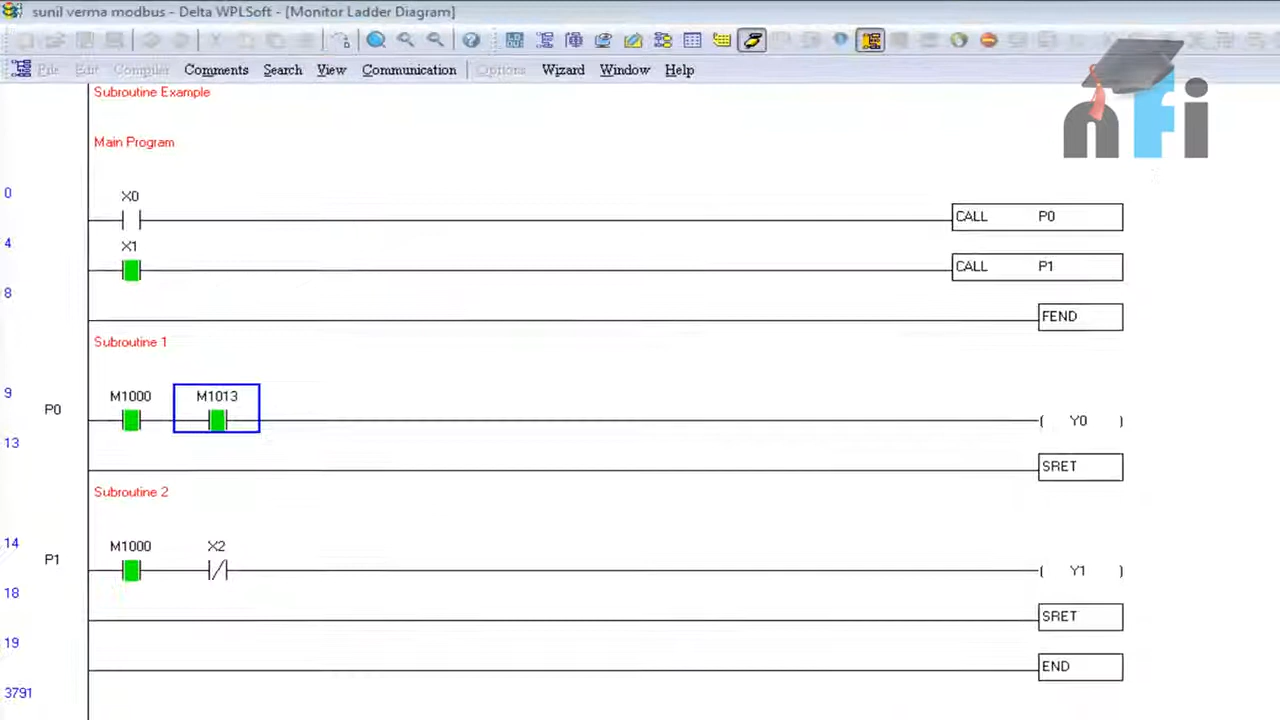 sunil verma modbus - Delta WPLSoft - [Monitor Ladder Diagram]
File Edit Compiler Comments Search View Communication Options Wizard Window Help
nfi
Subroutine Example
Main Program
0
X0
CALL P0
4
X1
CALL P1
8
FEND
Subroutine 1
9
P0
M1000 M1013
Y0
13
SRET
Subroutine 2
14
P1
M1000 X2
Y1
18
SRET
19
END
3791